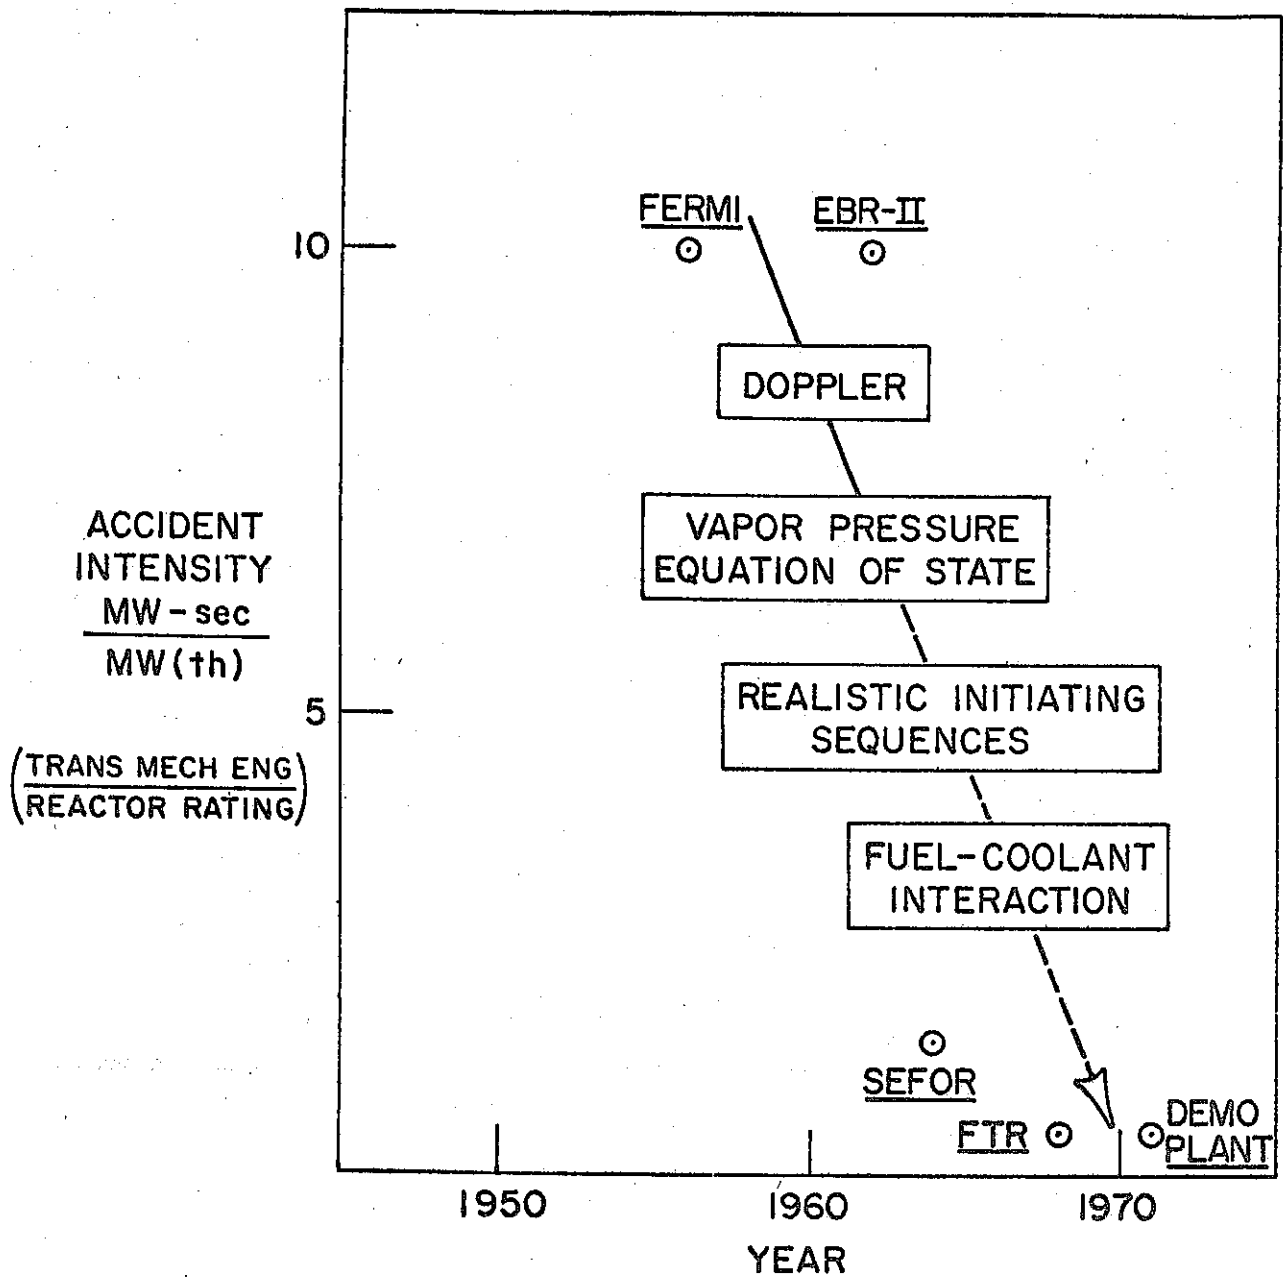 FERMI
EBR-II
10
DOPPLER
VAPOR PRESSURE
EQUATION OF STATE
ACCIDENT
INTENSITY
MW-sec
MW(th)
REALISTIC INITIATING
SEQUENCES
5
(TRANS MECH ENG
REACTOR RATING)
FUEL-COOLANT
INTERACTION
SEFOR
FTR
DEMO
PLANT
1950
1960
1970
YEAR